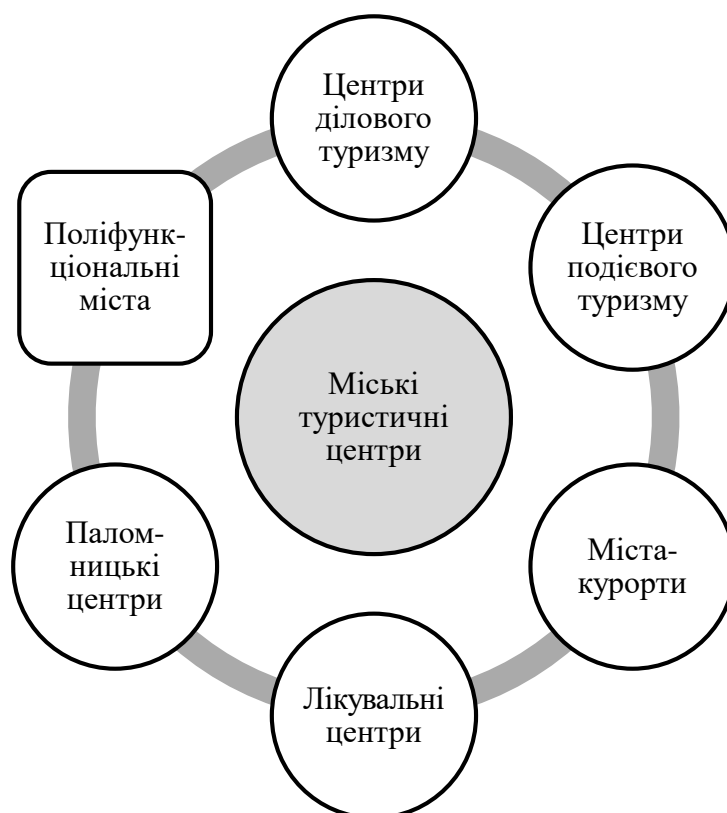 Центри
ділового
туризму
Центри
подієвого
туризму
Міста-
курорти
Лікувальні
центри
Палом-
ницькі
центри
Поліфунк-
ціональні
міста
Міські
туристичні
центри